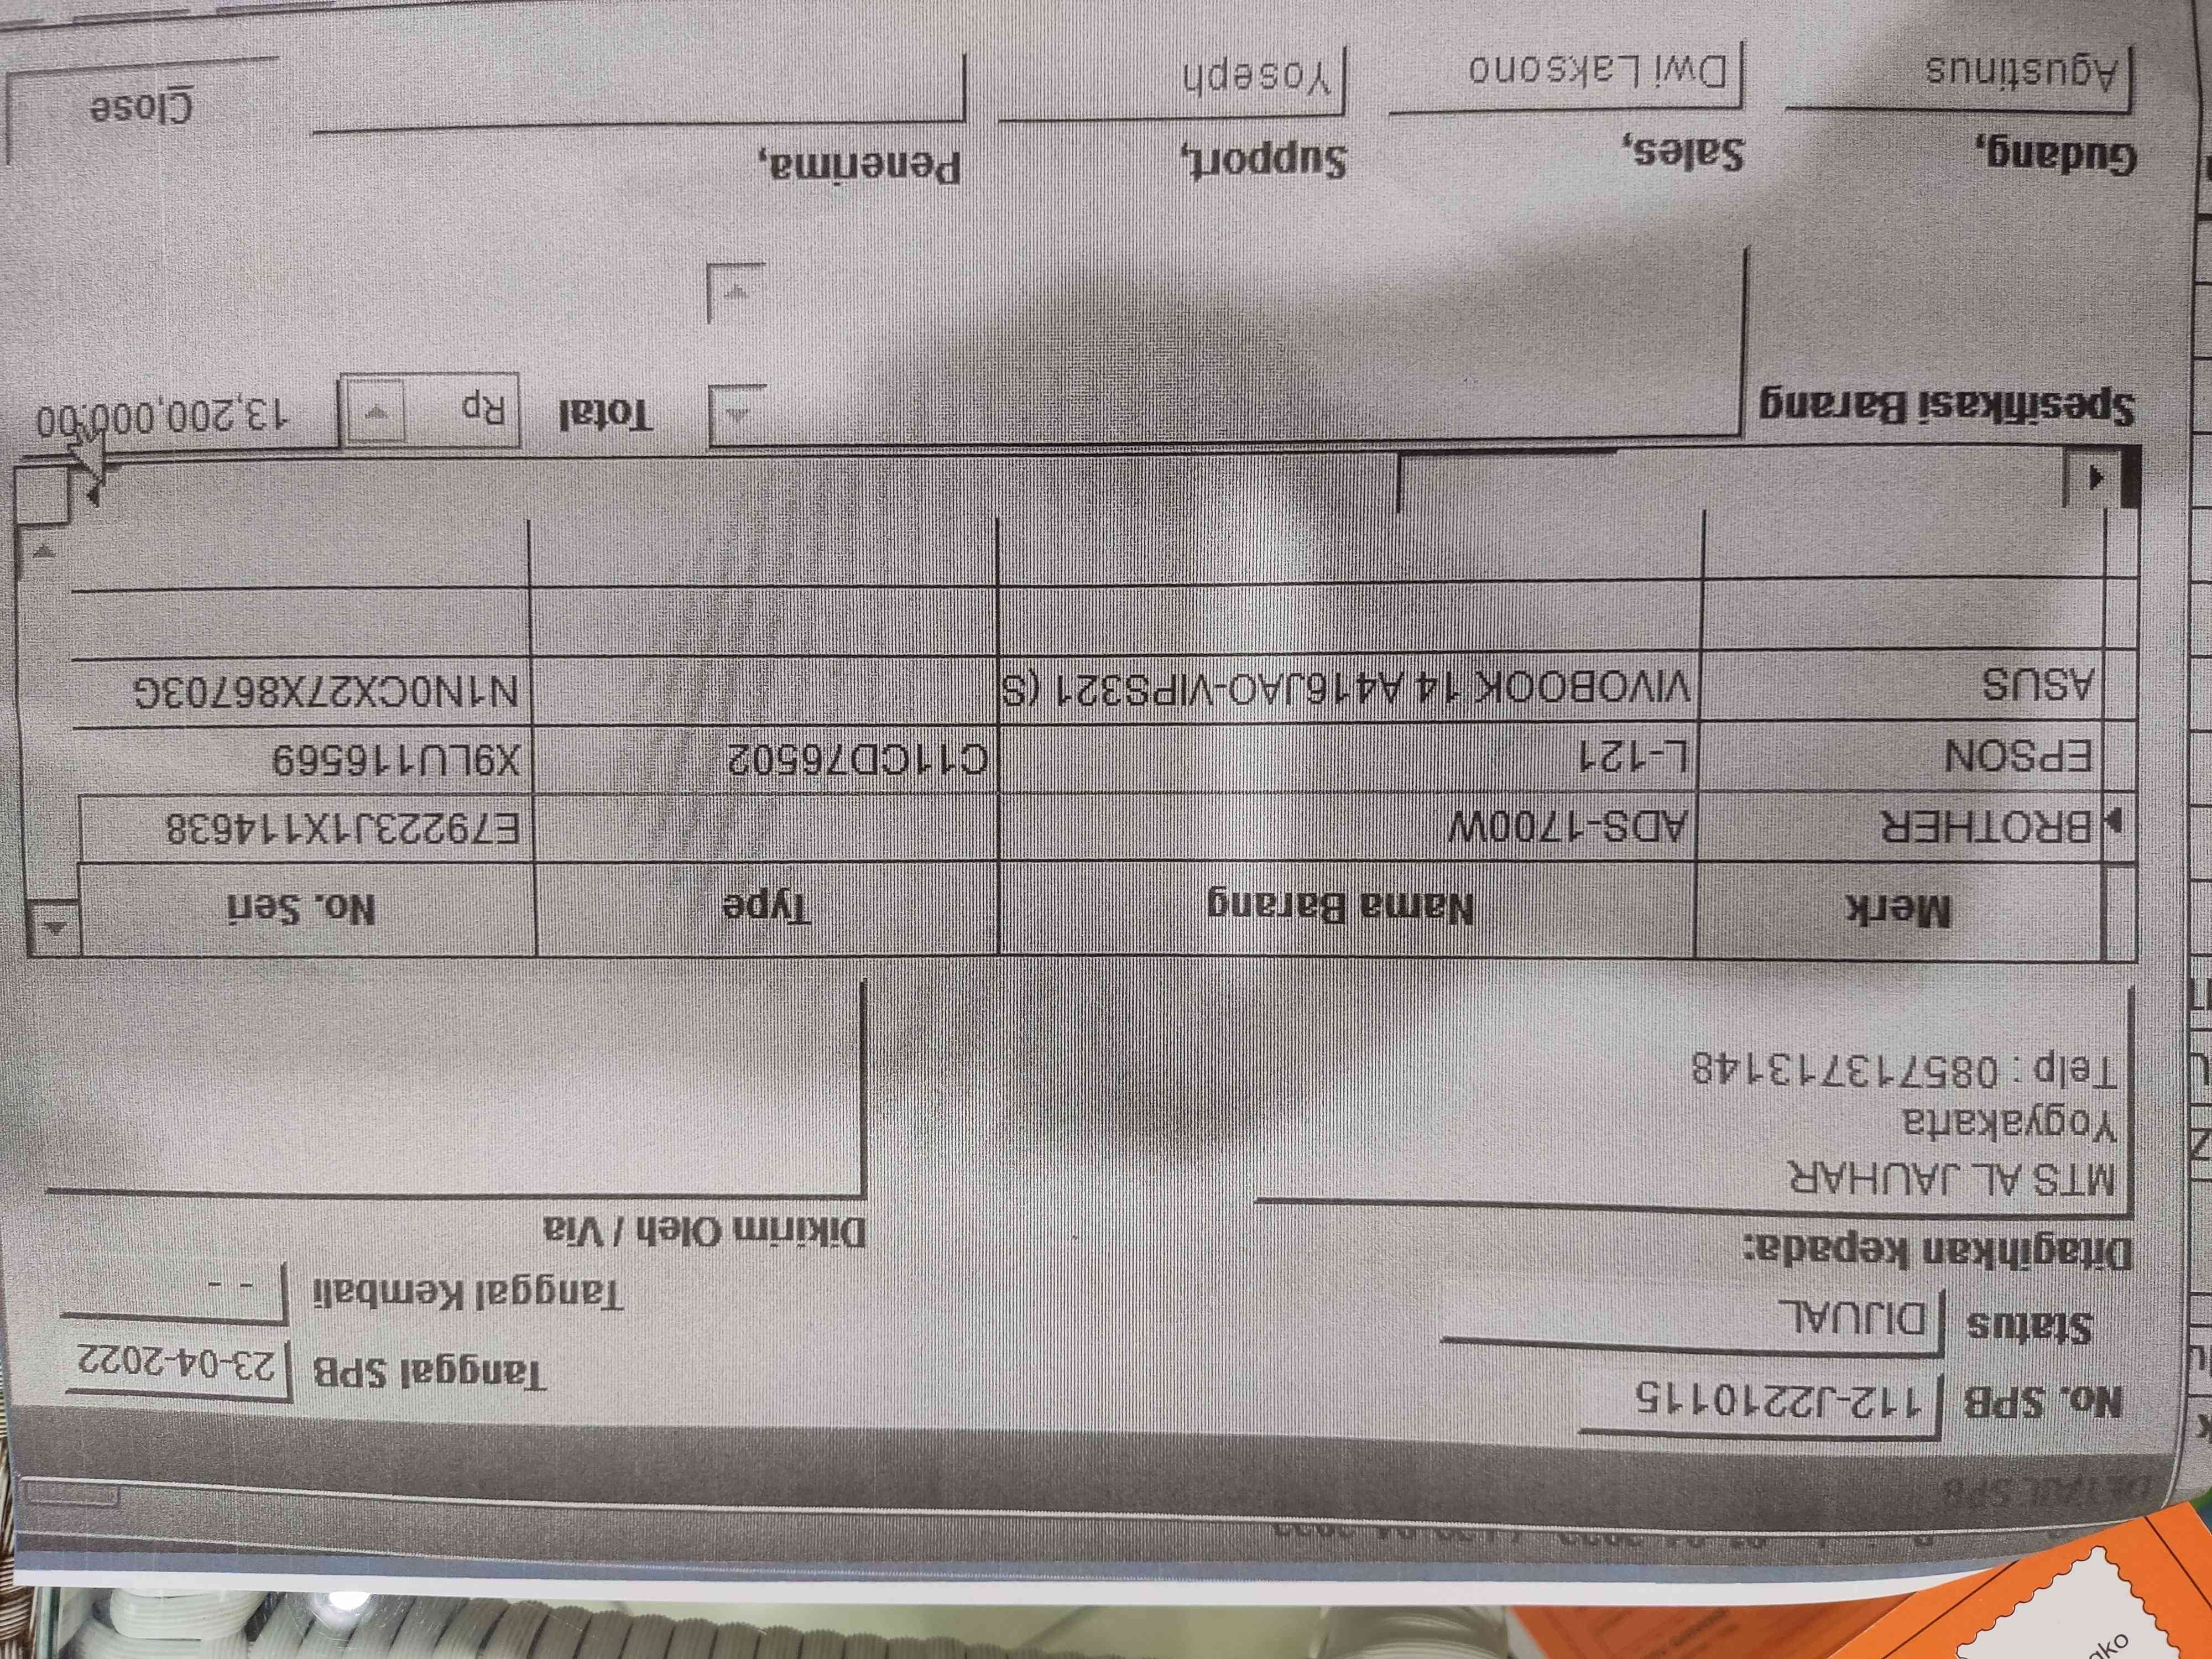 DETAIL SPB
No. SPB 112-J2210115 Tanggal SPB 23-04-2022
Status DIJUAL Tanggal Kembali - -
Ditagihkan kepada: Dikirim Oleh / Via
MTS AL JAUHAR
Yogyakarta
Telp : 085713713148
Merk Nama Barang Type No. Seri
BROTHER ADS-1700W E79223J1X114638
EPSON L-121 C11CD76502 X9LU116569
ASUS VIVOBOOK 14 A416JAO-VIPS321 (S N1N0CX27X86703G
Spesifikasi Barang Total Rp 13,200,000.00
Gudang, Sales, Support, Penerima,
Agustinus Dwi Laksono Yoseph Close